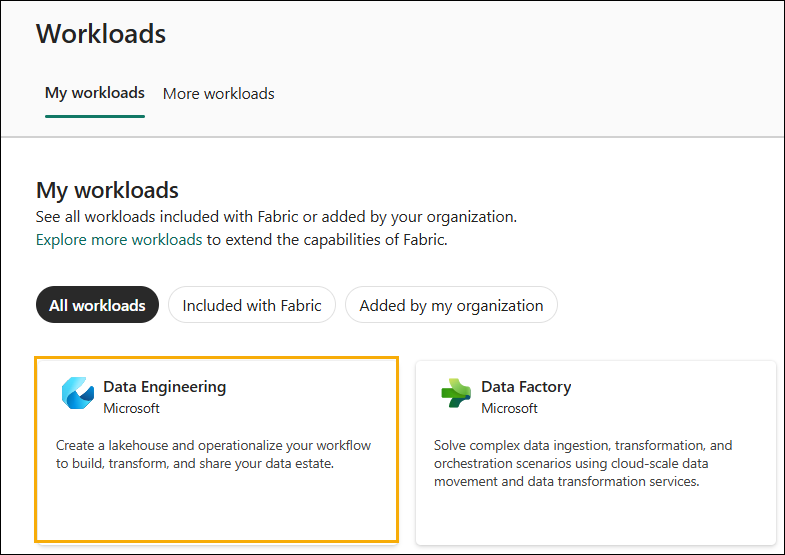 Workloads
My workloads
More workloads
My workloads
See all workloads included with Fabric or added by your organization.
Explore more workloads to extend the capabilities of Fabric.
All workloads
Included with Fabric
Added by my organization
Data Engineering
Microsoft
Create a lakehouse and operationalize your workflow
to build, transform, and share your data estate.
Data Factory
Microsoft
Solve complex data ingestion, transformation, and
orchestration scenarios using cloud-scale data
movement and data transformation services.